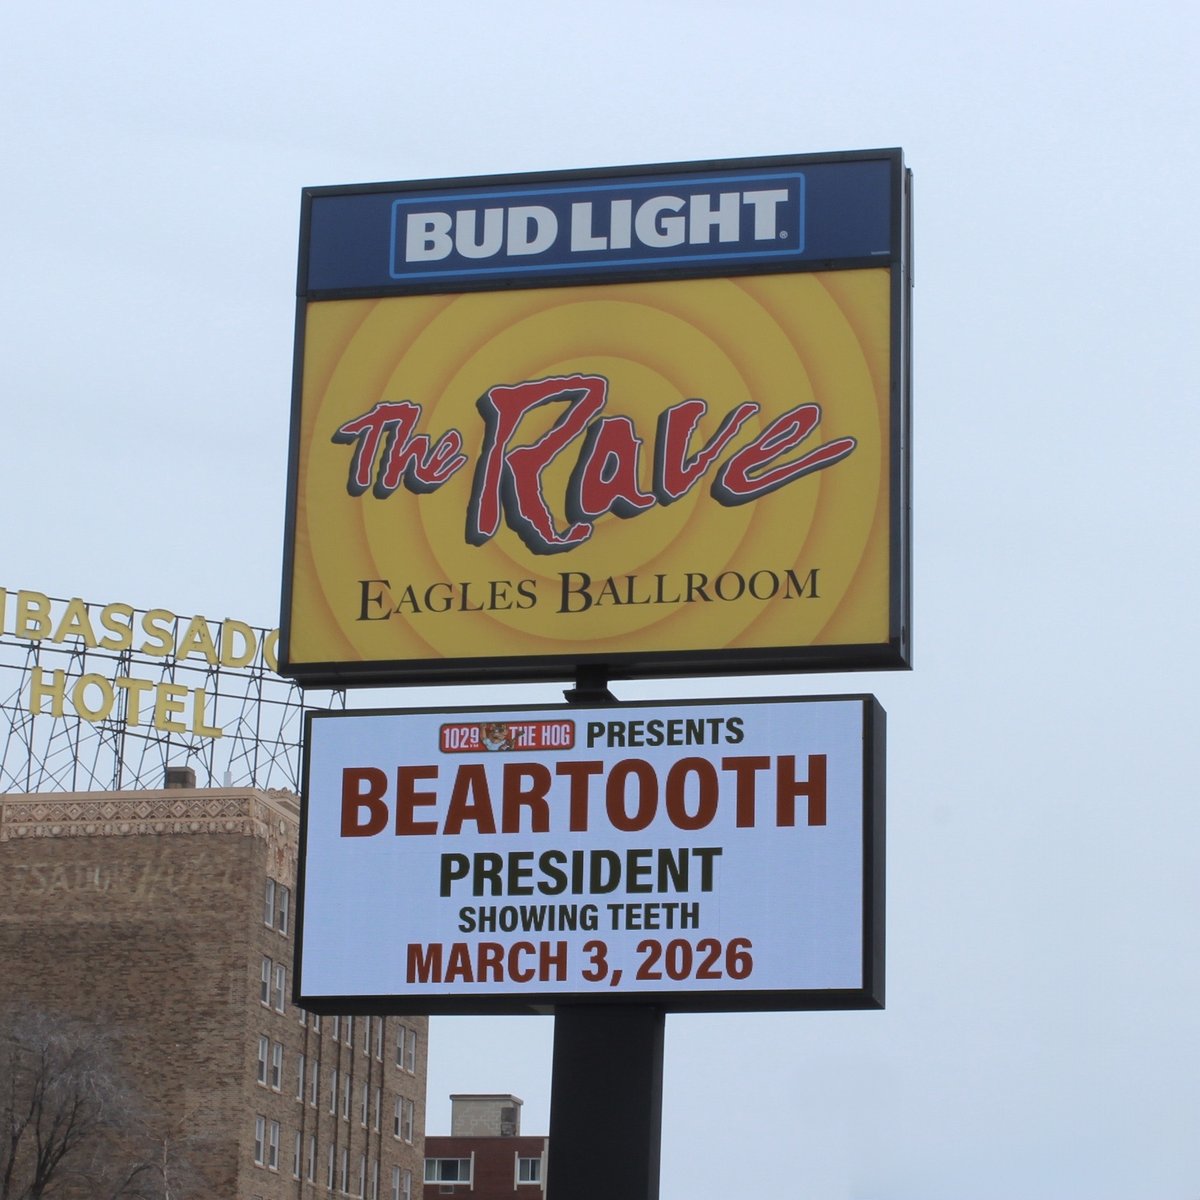 BUD LIGHT®
The Rave
EAGLES BALLROOM
HOTEL
102.9 THE HOG PRESENTS
BEARTOOTH
PRESIDENT
SHOWING TEETH
MARCH 3, 2026